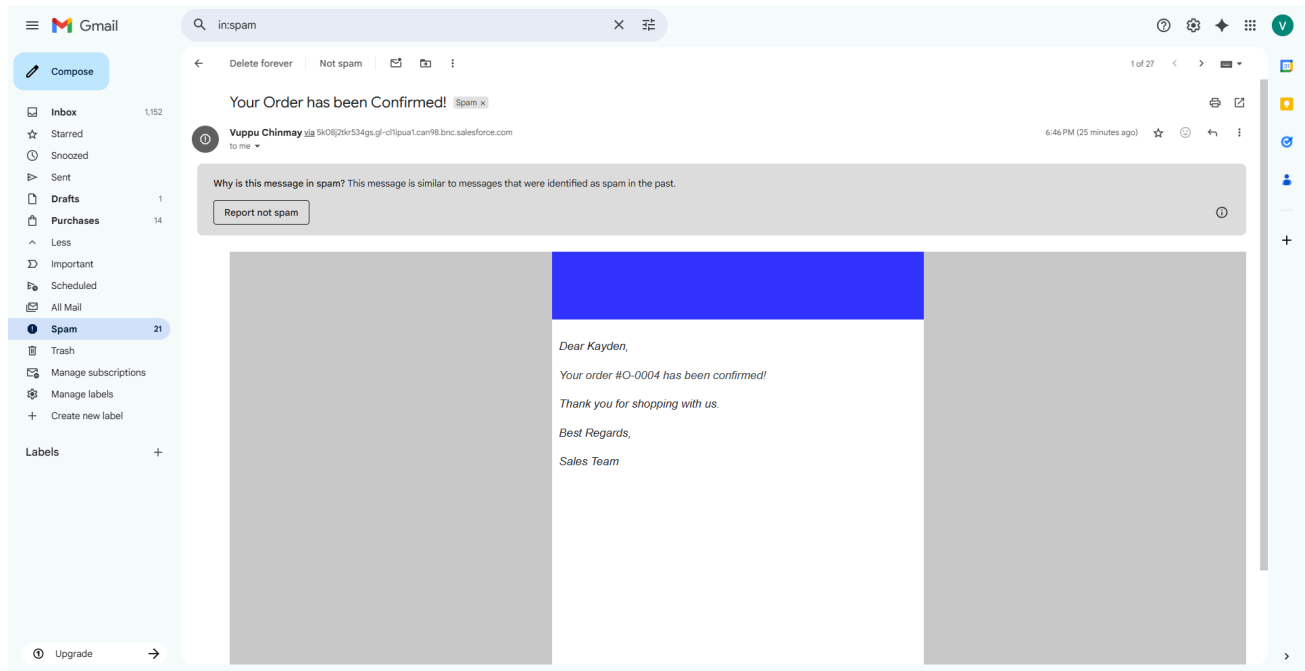 Gmail
in:spam
V
Compose
Inbox 1,152
Starred
Snoozed
Sent
Drafts 1
Purchases 14
Less
Important
Scheduled
All Mail
Spam 21
Trash
Manage subscriptions
Manage labels
Create new label
Labels
Upgrade
Delete forever Not spam
1 of 27
Your Order has been Confirmed! Spam x
Vuppu Chinmay via 5k08j2tkr534gs.gl-cl1ipua1.can98.bnc.salesforce.com
6:46 PM (25 minutes ago)
to me
Why is this message in spam? This message is similar to messages that were identified as spam in the past.
Report not spam
Dear Kayden,
Your order #O-0004 has been confirmed!
Thank you for shopping with us.
Best Regards,
Sales Team